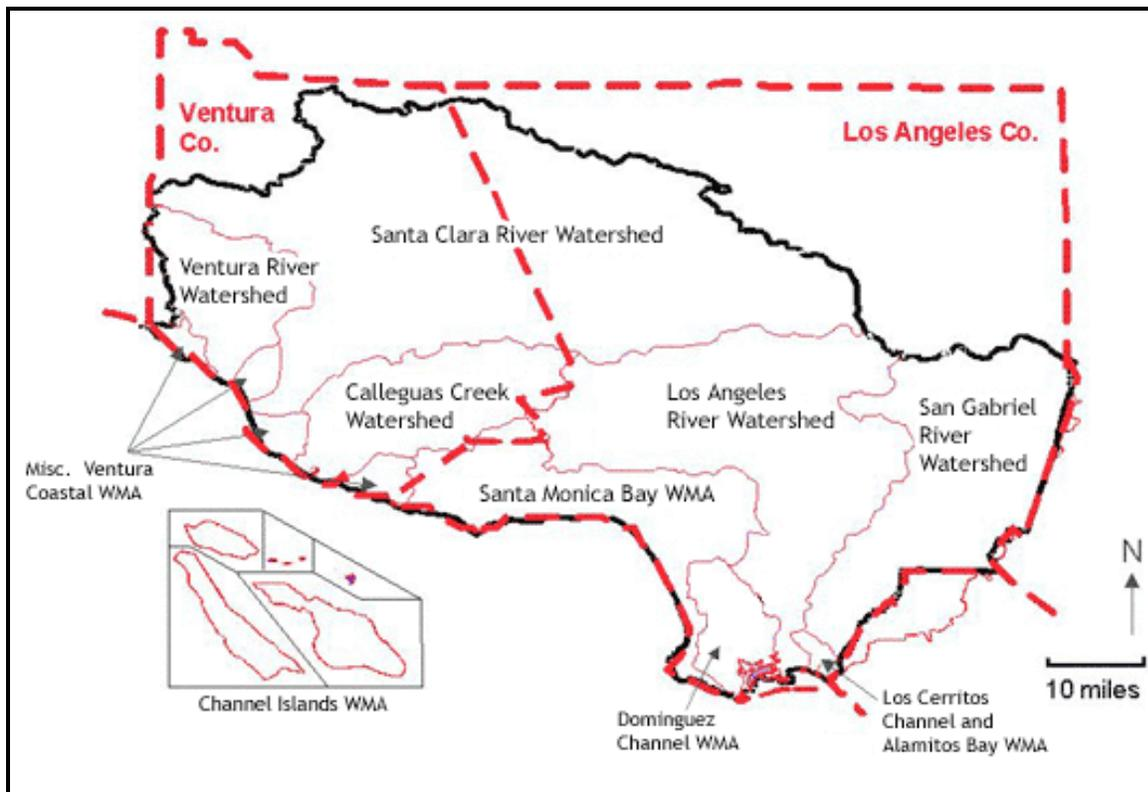 Ventura
Co.
Los Angeles Co.
Santa Clara River Watershed
Ventura River
Watershed
Calleguas Creek
Watershed
Los Angeles
River Watershed
San Gabriel
River
Watershed
Misc. Ventura
Coastal WMA
Santa Monica Bay WMA
N
10 miles
Channel Islands WMA
Dominguez
Channel WMA
Los Cerritos
Channel and
Alamitos Bay WMA